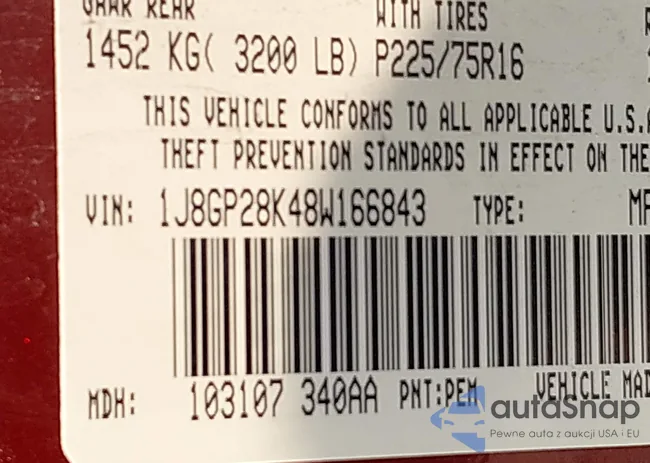 GAWR REAR WITH TIRES
1452 KG( 3200 LB) P225/75R16
THIS VEHICLE CONFORMS TO ALL APPLICABLE U.S.A
THEFT PREVENTION STANDARDS IN EFFECT ON THE
VIN: 1J8GP28K48W166843 TYPE: MP
MDH: 103107 340AA PNT:PEM VEHICLE MAD
autoSnap
Pewne auta z aukcji USA i EU